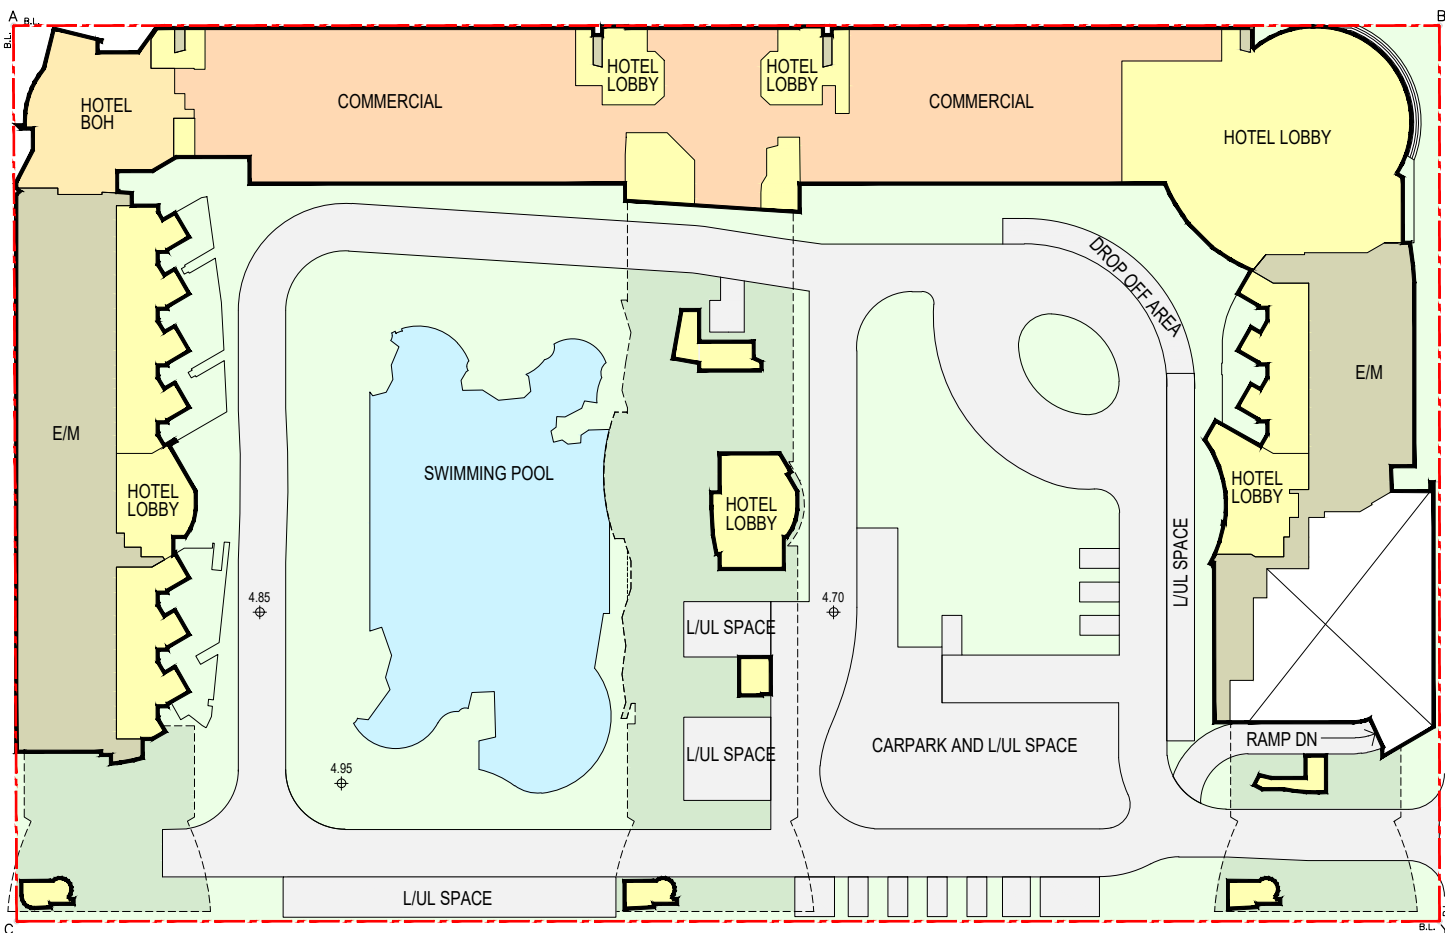 A
B.L.
B
B.L.
HOTEL
BOH
COMMERCIAL
HOTEL
LOBBY
HOTEL
LOBBY
COMMERCIAL
HOTEL LOBBY
DROP OFF AREA
E/M
E/M
SWIMMING POOL
HOTEL
LOBBY
HOTEL
LOBBY
HOTEL
LOBBY
L/UL SPACE
4.85
4.70
L/UL SPACE
L/UL SPACE
CARPARK AND L/UL SPACE
RAMP DN
4.95
L/UL SPACE
C
B.L.